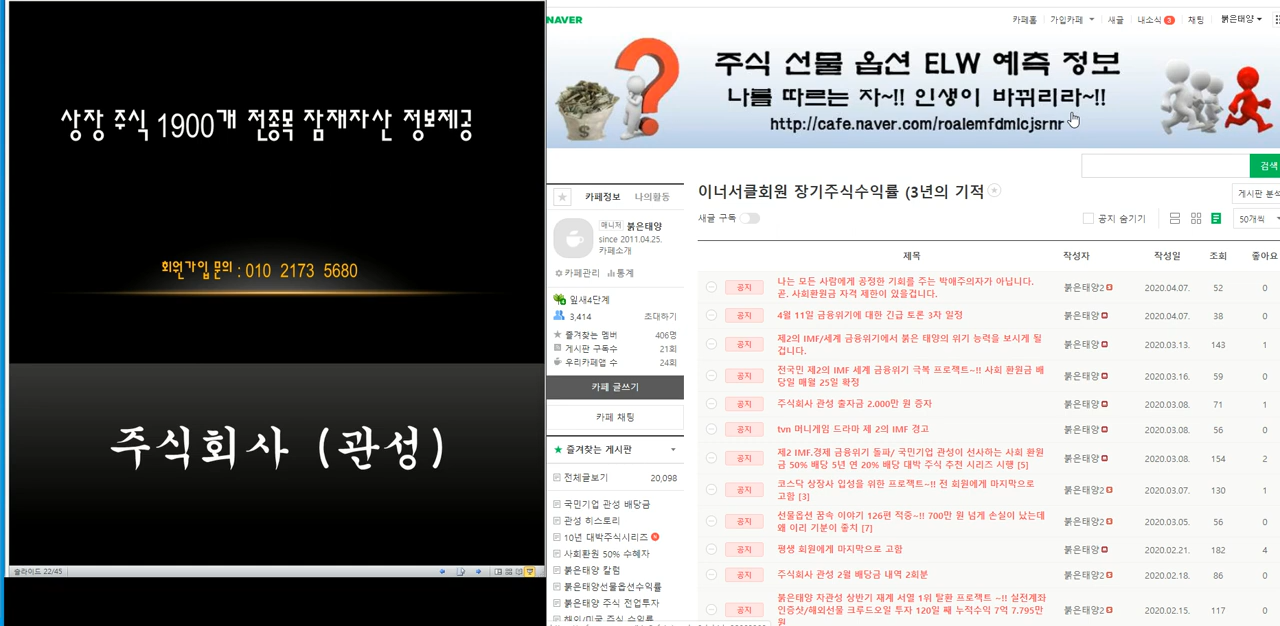 상장 주식 1900개 전종목 잠재자산 정보제공
회원가입 문의 : 010 2173 5680
주식회사 (관성)
슬라이드 22/45
NAVER
카페홈 가입카페 새글 내소식 3 채팅 붉은태양
주식 선물 옵션 ELW 예측 정보
나를 따르는 자~!! 인생이 바뀌리라~!!
http://cafe.naver.com/roalemfdmlcjsrnr
검색
카페정보 나의활동
매니저 붉은태양
since 2011.04.25.
카페소개
카페관리 통계
잎새4단계
3,414 초대하기
즐겨찾는 멤버 406명
게시판 구독수 21회
우리카페앱 수 24회
카페 글쓰기
카페 채팅
즐겨찾는 게시판
전체글보기 20,098
국민기업 관성 배당금
관성 히스토리
10년 대박주식시리즈
사회환원 50% 수혜자
붉은태양 칼럼
붉은태양선물옵션수익률
붉은태양 주식 전업투자
해외/미국 주식 수익률
이너서클회원 장기주식수익률 (3년의 기적
게시판 분석
새글 구독
공지 숨기기
50개씩
제목 작성자 작성일 조회 좋아요
공지 나는 모든 사람에게 공정한 기회를 주는 박애주의자가 아닙니다.
곧. 사회환원금 자격 제한이 있을겁니다. 붉은태양2 2020.04.07. 52 0
공지 4월 11일 금융위기에 대한 긴급 토론 3차 일정 붉은태양 2020.04.07. 38 0
공지 제2의 IMF/세계 금융위기에서 붉은 태양의 위기 능력을 보시게 될
겁니다. 붉은태양 2020.03.13. 143 1
공지 전국민 제2의 IMF 세계 금융위기 극복 프로젝트~!! 사회 환원금 배
당일 매월 25일 확정 붉은태양 2020.03.16. 59 0
공지 주식회사 관성 출자금 2.000만 원 증자 붉은태양 2020.03.08. 71 1
공지 tvn 머니게임 드라마 제 2의 IMF 경고 붉은태양 2020.03.08. 56 0
공지 제2 IMF.경제 금융위기 돌파/ 국민기업 관성이 선사하는 사회 환원
금 50% 배당 5년 연 20% 배당 대박 주식 추천 시리즈 시행 [5] 붉은태양 2020.03.08. 154 2
공지 코스닥 상장사 입성을 위한 프로젝트~!! 전 회원에게 마지막으로
고함 [3] 붉은태양2 2020.03.07. 130 1
공지 선물옵션 꿈속 이야기 126편 적중~!! 700만 원 넘게 손실이 났는데
왜 이리 기분이 좋치 [7] 붉은태양2 2020.03.05. 56 0
공지 평생 회원에게 마지막으로 고함 붉은태양 2020.02.21. 182 4
공지 주식회사 관성 2월 배당금 내역 2회분 붉은태양2 2020.02.18. 86 0
공지 붉은태양 자관성 상반기 재계 서열 1위 탈환 프로젝트 ~!! 실전계좌
인증샷/해외선물 크루드오일 투자 120일 째 누적수익 7억 7.795만
원 붉은태양2 2020.02.15. 117 0